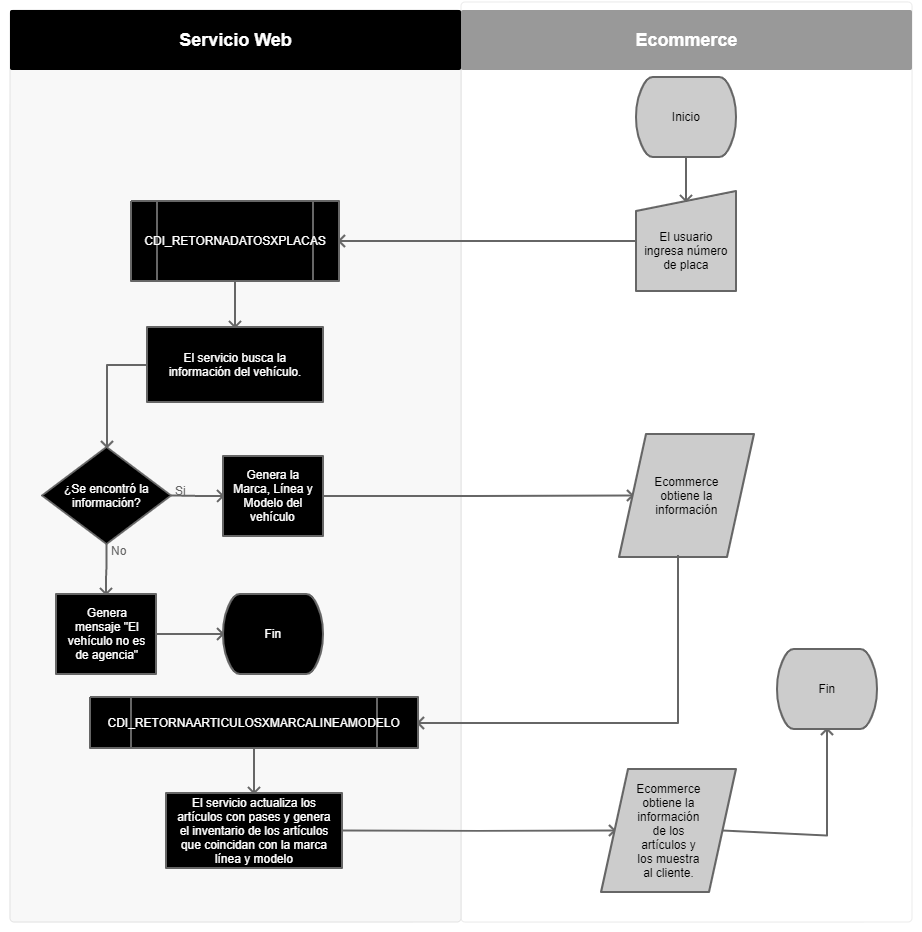 Servicio Web
Ecommerce
Inicio
El usuario
ingresa número
de placa
CDI_RETORNADATOSXPLACAS
El servicio busca la
información del vehículo.
¿Se encontró la
información?
Si
Genera la
Marca, Línea y
Modelo del
vehículo
Ecommerce
obtiene la
información
No
Genera
mensaje "El
vehículo no es
de agencia"
Fin
CDI_RETORNAARTICULOSXMARCALINEAMODELO
El servicio actualiza los
artículos con pases y genera
el inventario de los artículos
que coincidan con la marca
línea y modelo
Ecommerce
obtiene la
información
de los
artículos y
los muestra
al cliente.
Fin